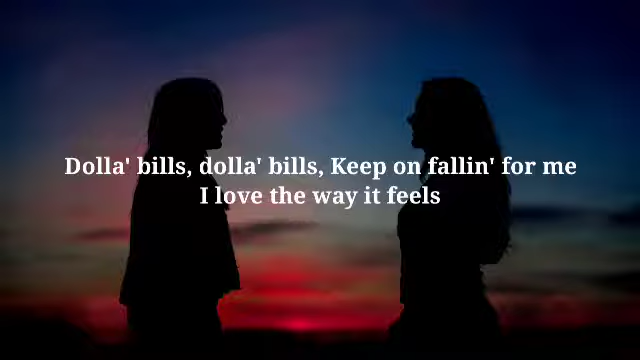 Dolla' bills, dolla' bills, Keep on fallin' for me
I love the way it feels